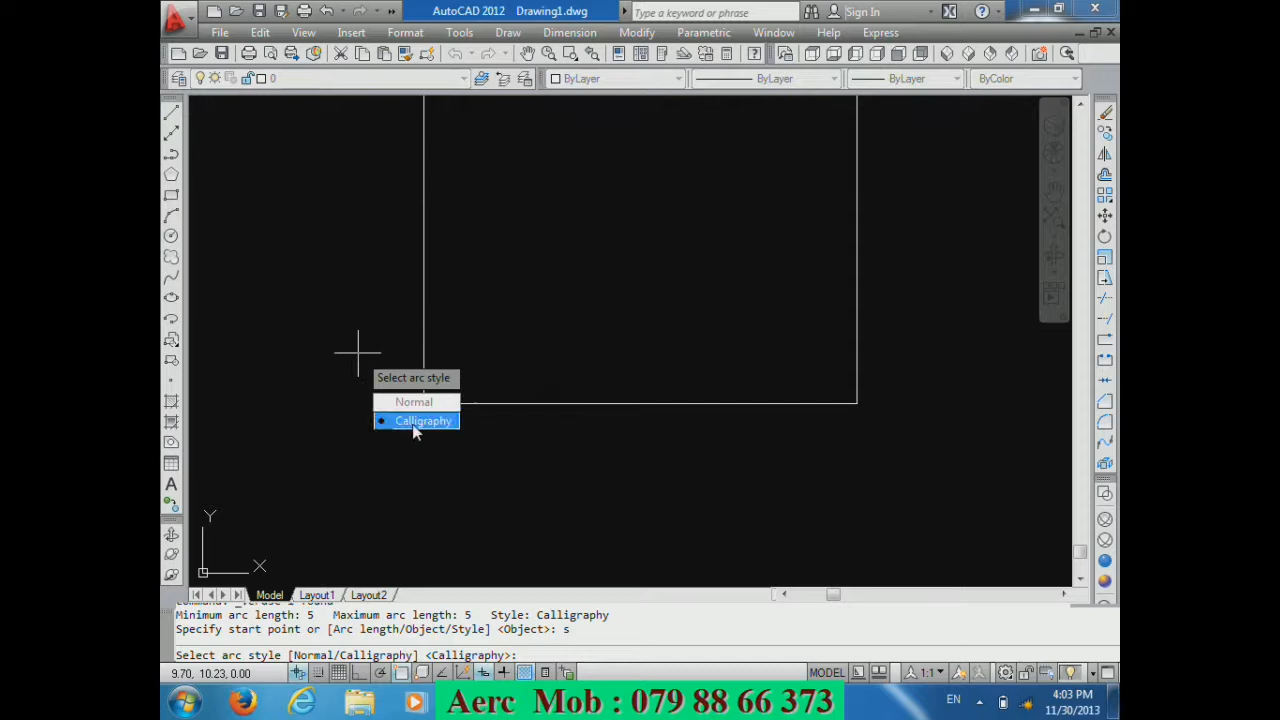 AutoCAD 2012 Drawing1.dwg
Type a keyword or phrase
Sign In
File Edit View Insert Format Tools Draw Dimension Modify Parametric Window Help Express
0
ByLayer
ByLayer
ByLayer
ByColor
Select arc style
Normal
Calligraphy
Y
X
Model Layout1 Layout2
Minimum arc length: 5 Maximum arc length: 5 Style: Calligraphy
Specify start point or [Arc length/Object/Style] <Object>: s
Select arc style [Normal/Calligraphy] <Calligraphy>:
9.70, 10.23, 0.00
MODEL
1:1
Aerc Mob : 079 88 66 373
EN
4:03 PM
11/30/2013